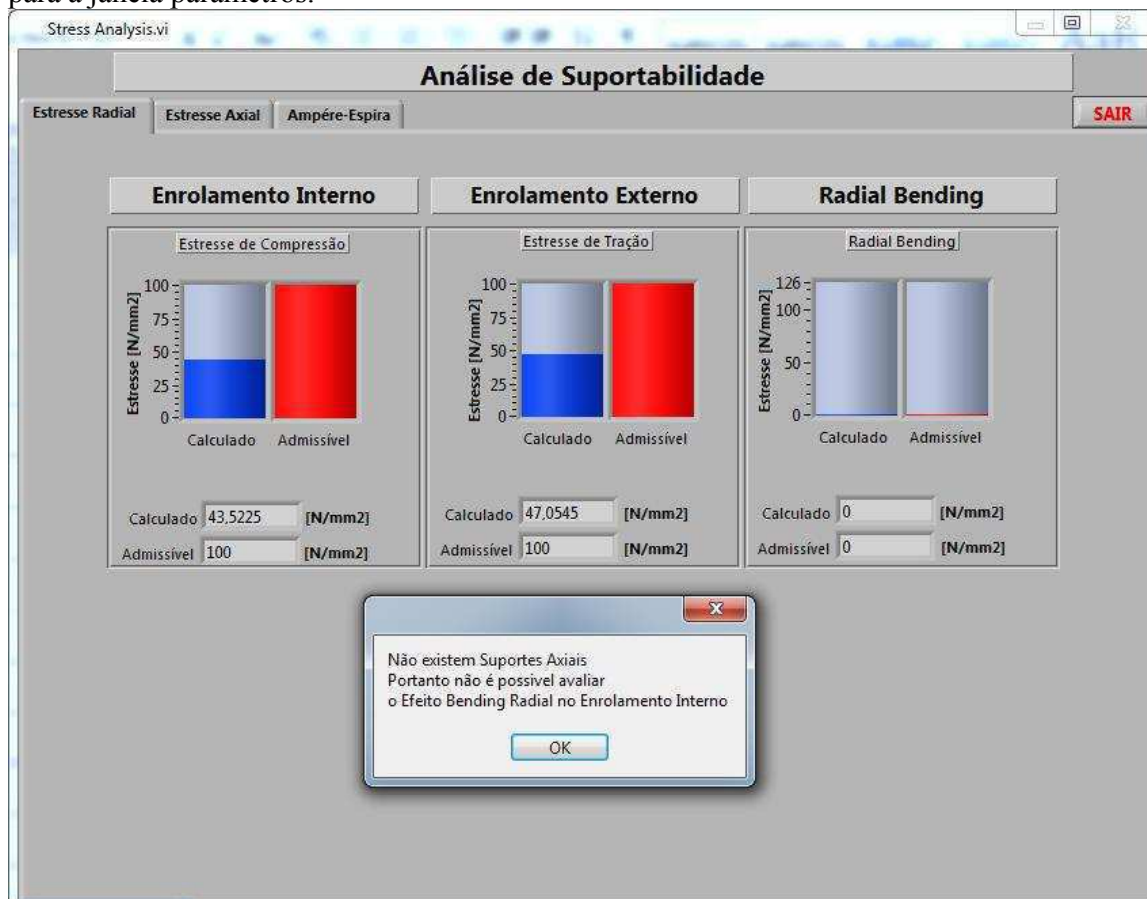 para a janela parâmetros.
Stress Analysis.vi
Análise de Suportabilidade
Estresse Radial Estresse Axial Ampére-Espira SAIR
Enrolamento Interno Enrolamento Externo Radial Bending
Estresse de Compressão Estresse de Tração Radial Bending
Estresse [N/mm2] 100 75 50 25 0
Calculado Admissível
Estresse [N/mm2] 100 75 50 25 0
Calculado Admissível
Estresse [N/mm2] 126 100 50 0
Calculado Admissível
Calculado 43,5225 [N/mm2]
Admissível 100 [N/mm2]
Calculado 47,0545 [N/mm2]
Admissível 100 [N/mm2]
Calculado 0 [N/mm2]
Admissível 0 [N/mm2]
Não existem Suportes Axiais
Portanto não é possivel avaliar
o Efeito Bending Radial no Enrolamento Interno
OK